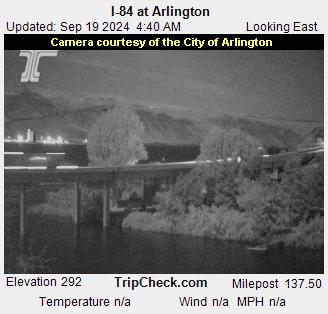 I-84 at Arlington
Updated: Sep 19 2024 4:40 AM Looking East
Camera courtesy of the City of Arlington
Elevation 292 TripCheck.com Milepost 137.50
Temperature n/a Wind n/a MPH n/a